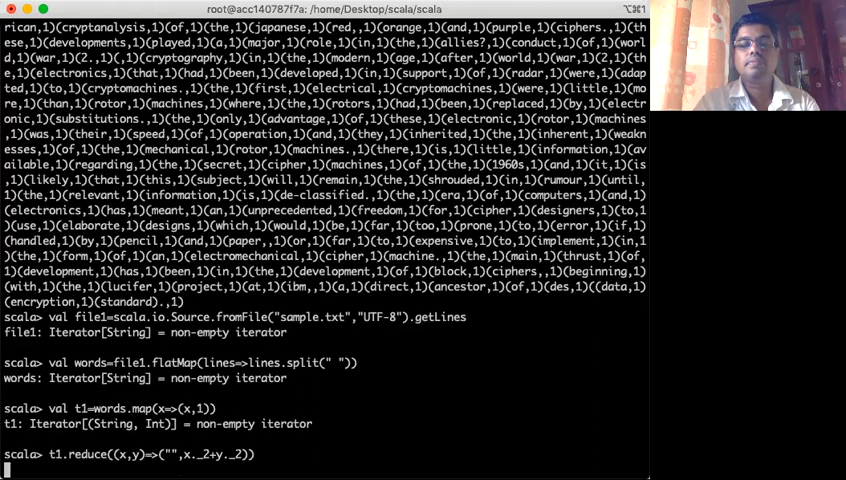 root@acc140787f7a: /home/Desktop/scala/scala
⌥⌘1
rican,1)(cryptanalysis,1)(of,1)(the,1)(japanese,1)(red,,1)(orange,1)(and,1)(purple,1)(ciphers.,1)(the
se,1)(developments,1)(played,1)(a,1)(major,1)(role,1)(in,1)(the,1)(allies?,1)(conduct,1)(of,1)(worl
d,1)(war,1)(2.,1)(,1)(cryptography,1)(in,1)(the,1)(modern,1)(age,1)(after,1)(world,1)(war,1)(2,1)(th
e,1)(electronics,1)(that,1)(had,1)(been,1)(developed,1)(in,1)(support,1)(of,1)(radar,1)(were,1)(adap
ted,1)(to,1)(cryptomachines.,1)(the,1)(first,1)(electrical,1)(cryptomachines,1)(were,1)(little,1)(mo
re,1)(than,1)(rotor,1)(machines,1)(where,1)(the,1)(rotors,1)(had,1)(been,1)(replaced,1)(by,1)(electr
onic,1)(substitutions.,1)(the,1)(only,1)(advantage,1)(of,1)(these,1)(electronic,1)(rotor,1)(machines
,1)(was,1)(their,1)(speed,1)(of,1)(operation,1)(and,1)(they,1)(inherited,1)(the,1)(inherent,1)(weakn
esses,1)(of,1)(the,1)(mechanical,1)(rotor,1)(machines.,1)(there,1)(is,1)(little,1)(information,1)(av
ailable,1)(regarding,1)(the,1)(secret,1)(cipher,1)(machines,1)(of,1)(the,1)(1960s,1)(and,1)(it,1)(is
,1)(likely,1)(that,1)(this,1)(subject,1)(will,1)(remain,1)(the,1)(shrouded,1)(in,1)(rumour,1)(until,
1)(the,1)(relevant,1)(information,1)(is,1)(de-classified.,1)(the,1)(era,1)(of,1)(computers,1)(and,1)
(electronics,1)(has,1)(meant,1)(an,1)(unprecedented,1)(freedom,1)(for,1)(cipher,1)(designers,1)(to,1
)(use,1)(elaborate,1)(designs,1)(which,1)(would,1)(be,1)(far,1)(too,1)(prone,1)(to,1)(error,1)(if,1)
(handled,1)(by,1)(pencil,1)(and,1)(paper,,1)(or,1)(far,1)(to,1)(expensive,1)(to,1)(implement,1)(in,1
)(the,1)(form,1)(of,1)(an,1)(electromechanical,1)(cipher,1)(machine.,1)(the,1)(main,1)(thrust,1)(of,
1)(development,1)(has,1)(been,1)(in,1)(the,1)(development,1)(of,1)(block,1)(ciphers,,1)(beginning,1)
(with,1)(the,1)(lucifer,1)(project,1)(at,1)(ibm,,1)(a,1)(direct,1)(ancestor,1)(of,1)(des,1)((data,1)
(encryption,1)(standard).,1)
scala> val file1=scala.io.Source.fromFile("sample.txt","UTF-8").getLines
file1: Iterator[String] = non-empty iterator
scala> val words=file1.flatMap(lines=>lines.split(" "))
words: Iterator[String] = non-empty iterator
scala> val t1=words.map(x=>(x,1))
t1: Iterator[(String, Int)] = non-empty iterator
scala> t1.reduce((x,y)=>("",x._2+y._2))